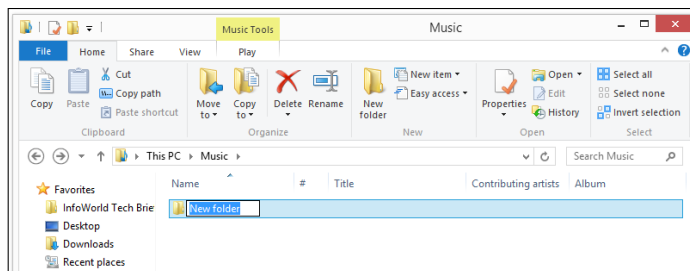 Music Tools
Music
File Home Share View Play
Copy
Paste
Cut
Copy path
Paste shortcut
Clipboard
Move to
Copy to
Delete
Rename
Organize
New folder
New item
Easy access
New
Properties
Open
Edit
History
Open
Select all
Select none
Invert selection
Select
This PC Music
Search Music
Name # Title Contributing artists Album
Favorites
InfoWorld Tech Brie
Desktop
Downloads
Recent places
New folder